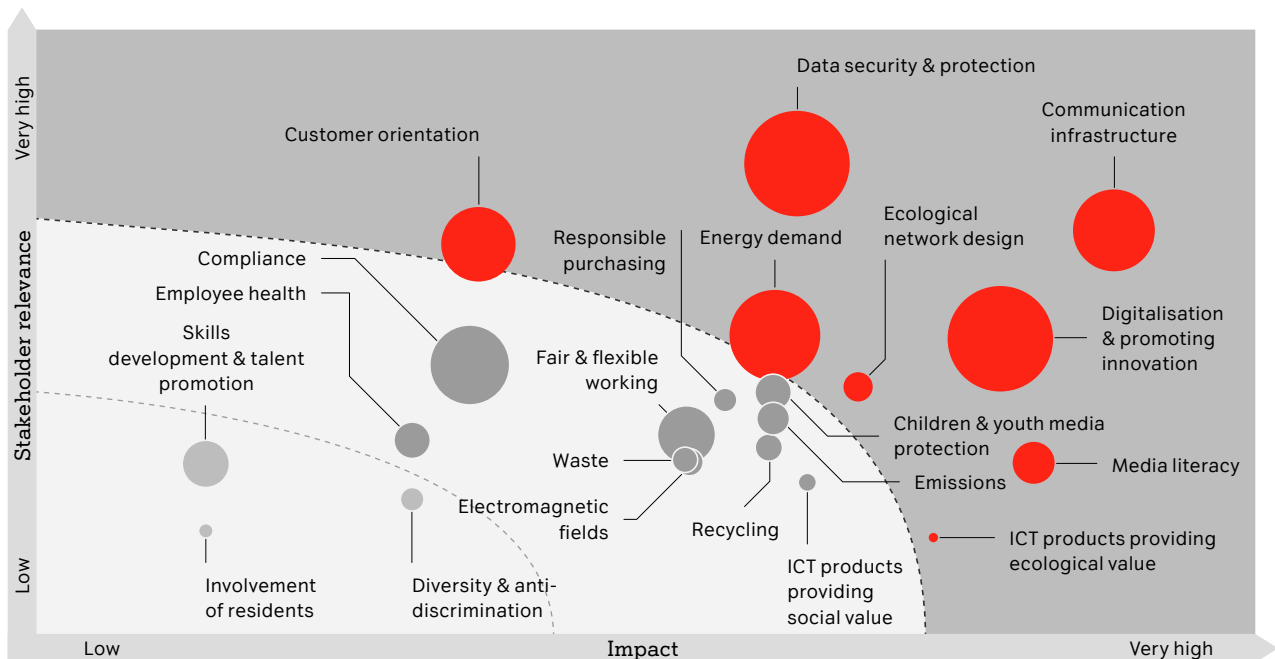 Data security & protection
Communication
infrastructure
Customer orientation
Very high
Ecological
network design
Responsible
purchasing
Energy demand
Compliance
Employee health
Skills
development & talent
promotion
Digitalisation
& promoting
innovation
Fair & flexible
working
Stakeholder relevance
Children & youth media
protection
Waste
Emissions
Media literacy
Electromagnetic
fields
Recycling
ICT products providing
ecological value
Low
Involvement
of residents
Diversity & anti-
discrimination
ICT products
providing
social value
Low
Impact
Very high